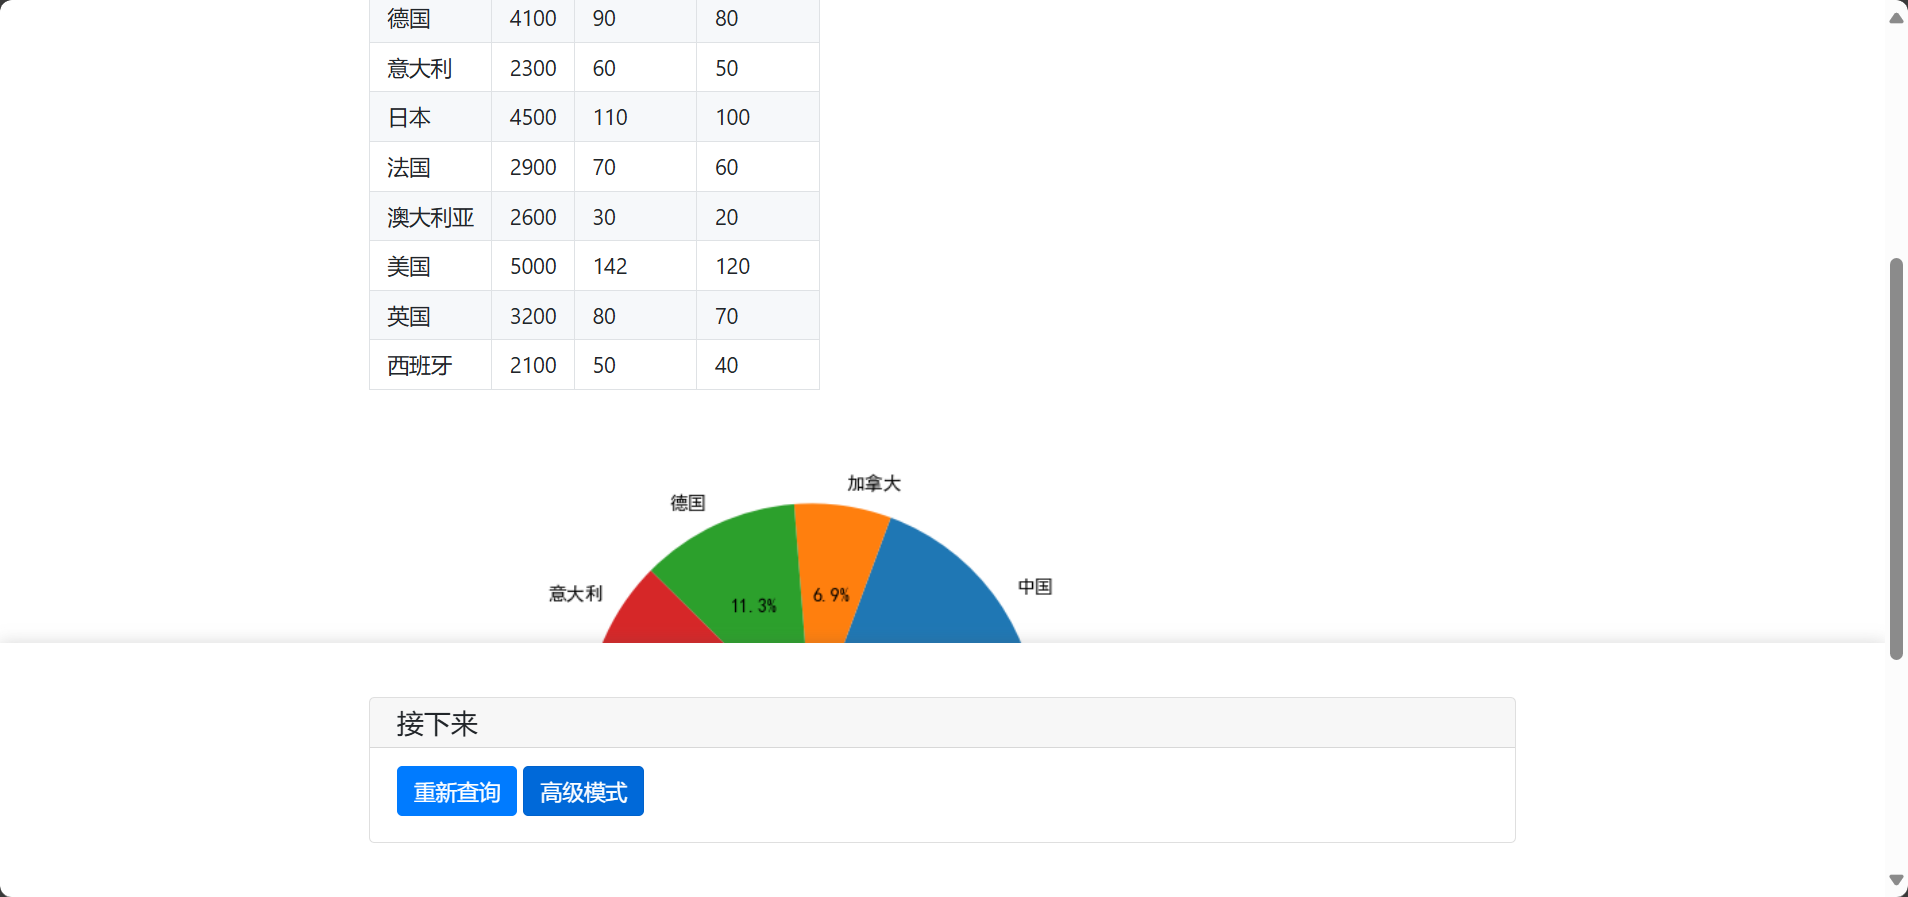 德国 4100 90 80
意大利 2300 60 50
日本 4500 110 100
法国 2900 70 60
澳大利亚 2600 30 20
美国 5000 142 120
英国 3200 80 70
西班牙 2100 50 40
加拿大
德国
中国
意大利
6.9%
11.3%
接下来
重新查询 高级模式